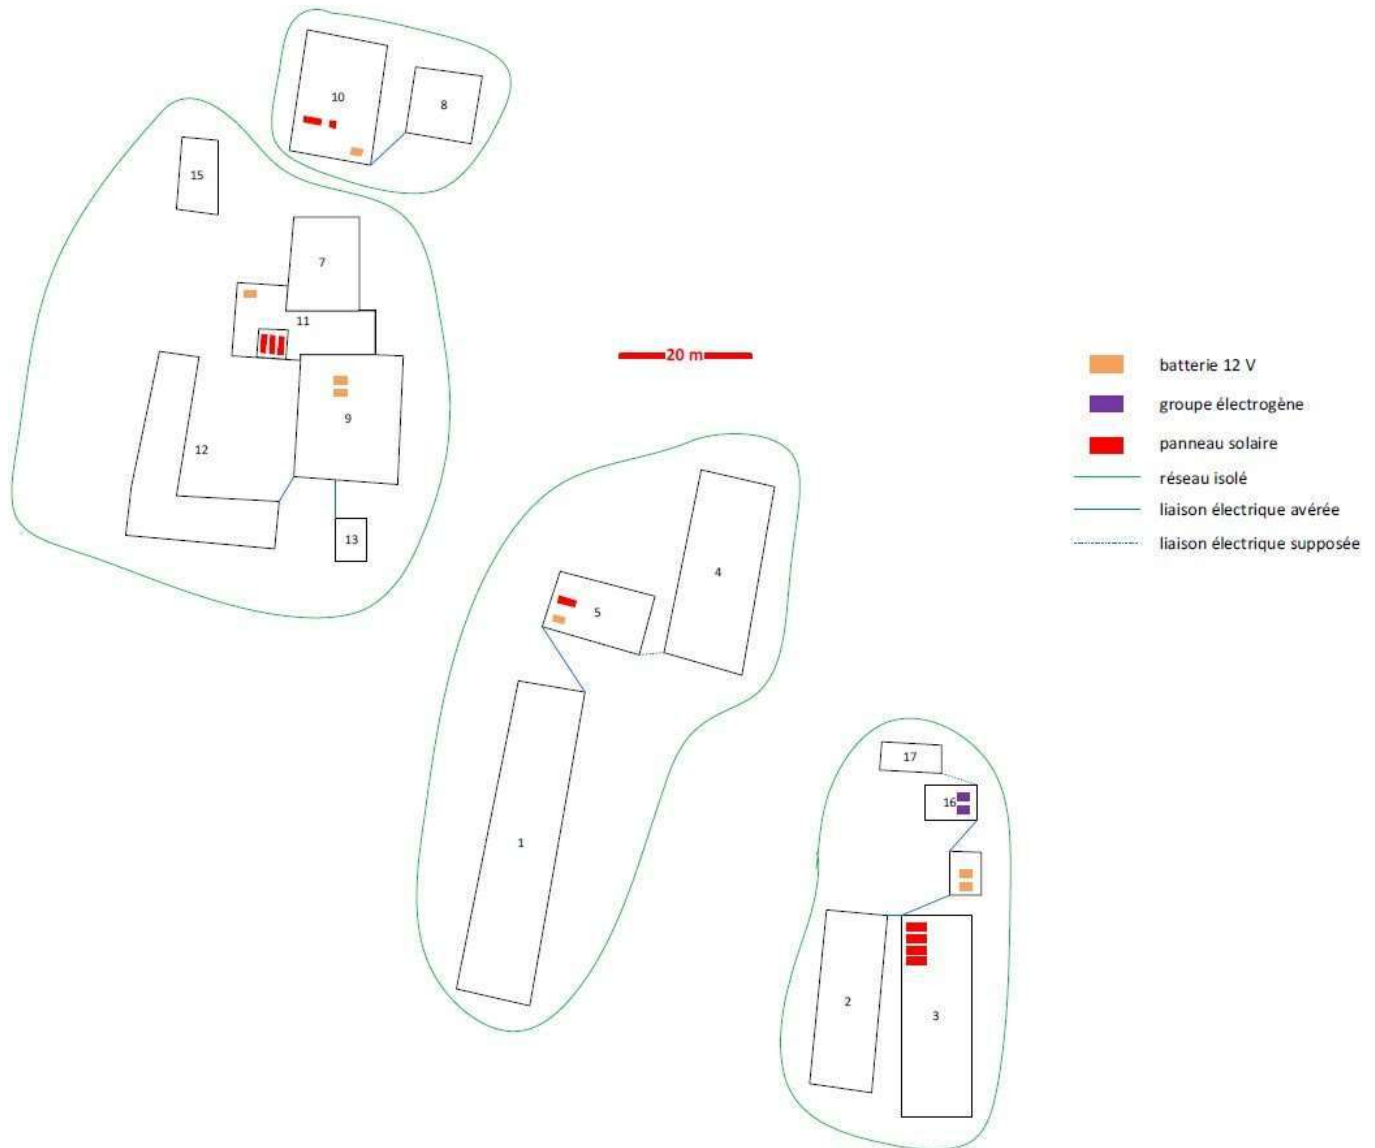 10
8
15
7
11
20 m
batterie 12 V
groupe électrogène
panneau solaire
9
12
réseau isolé
liaison électrique avérée
13
liaison électrique supposée
4
5
17
16
1
2
3